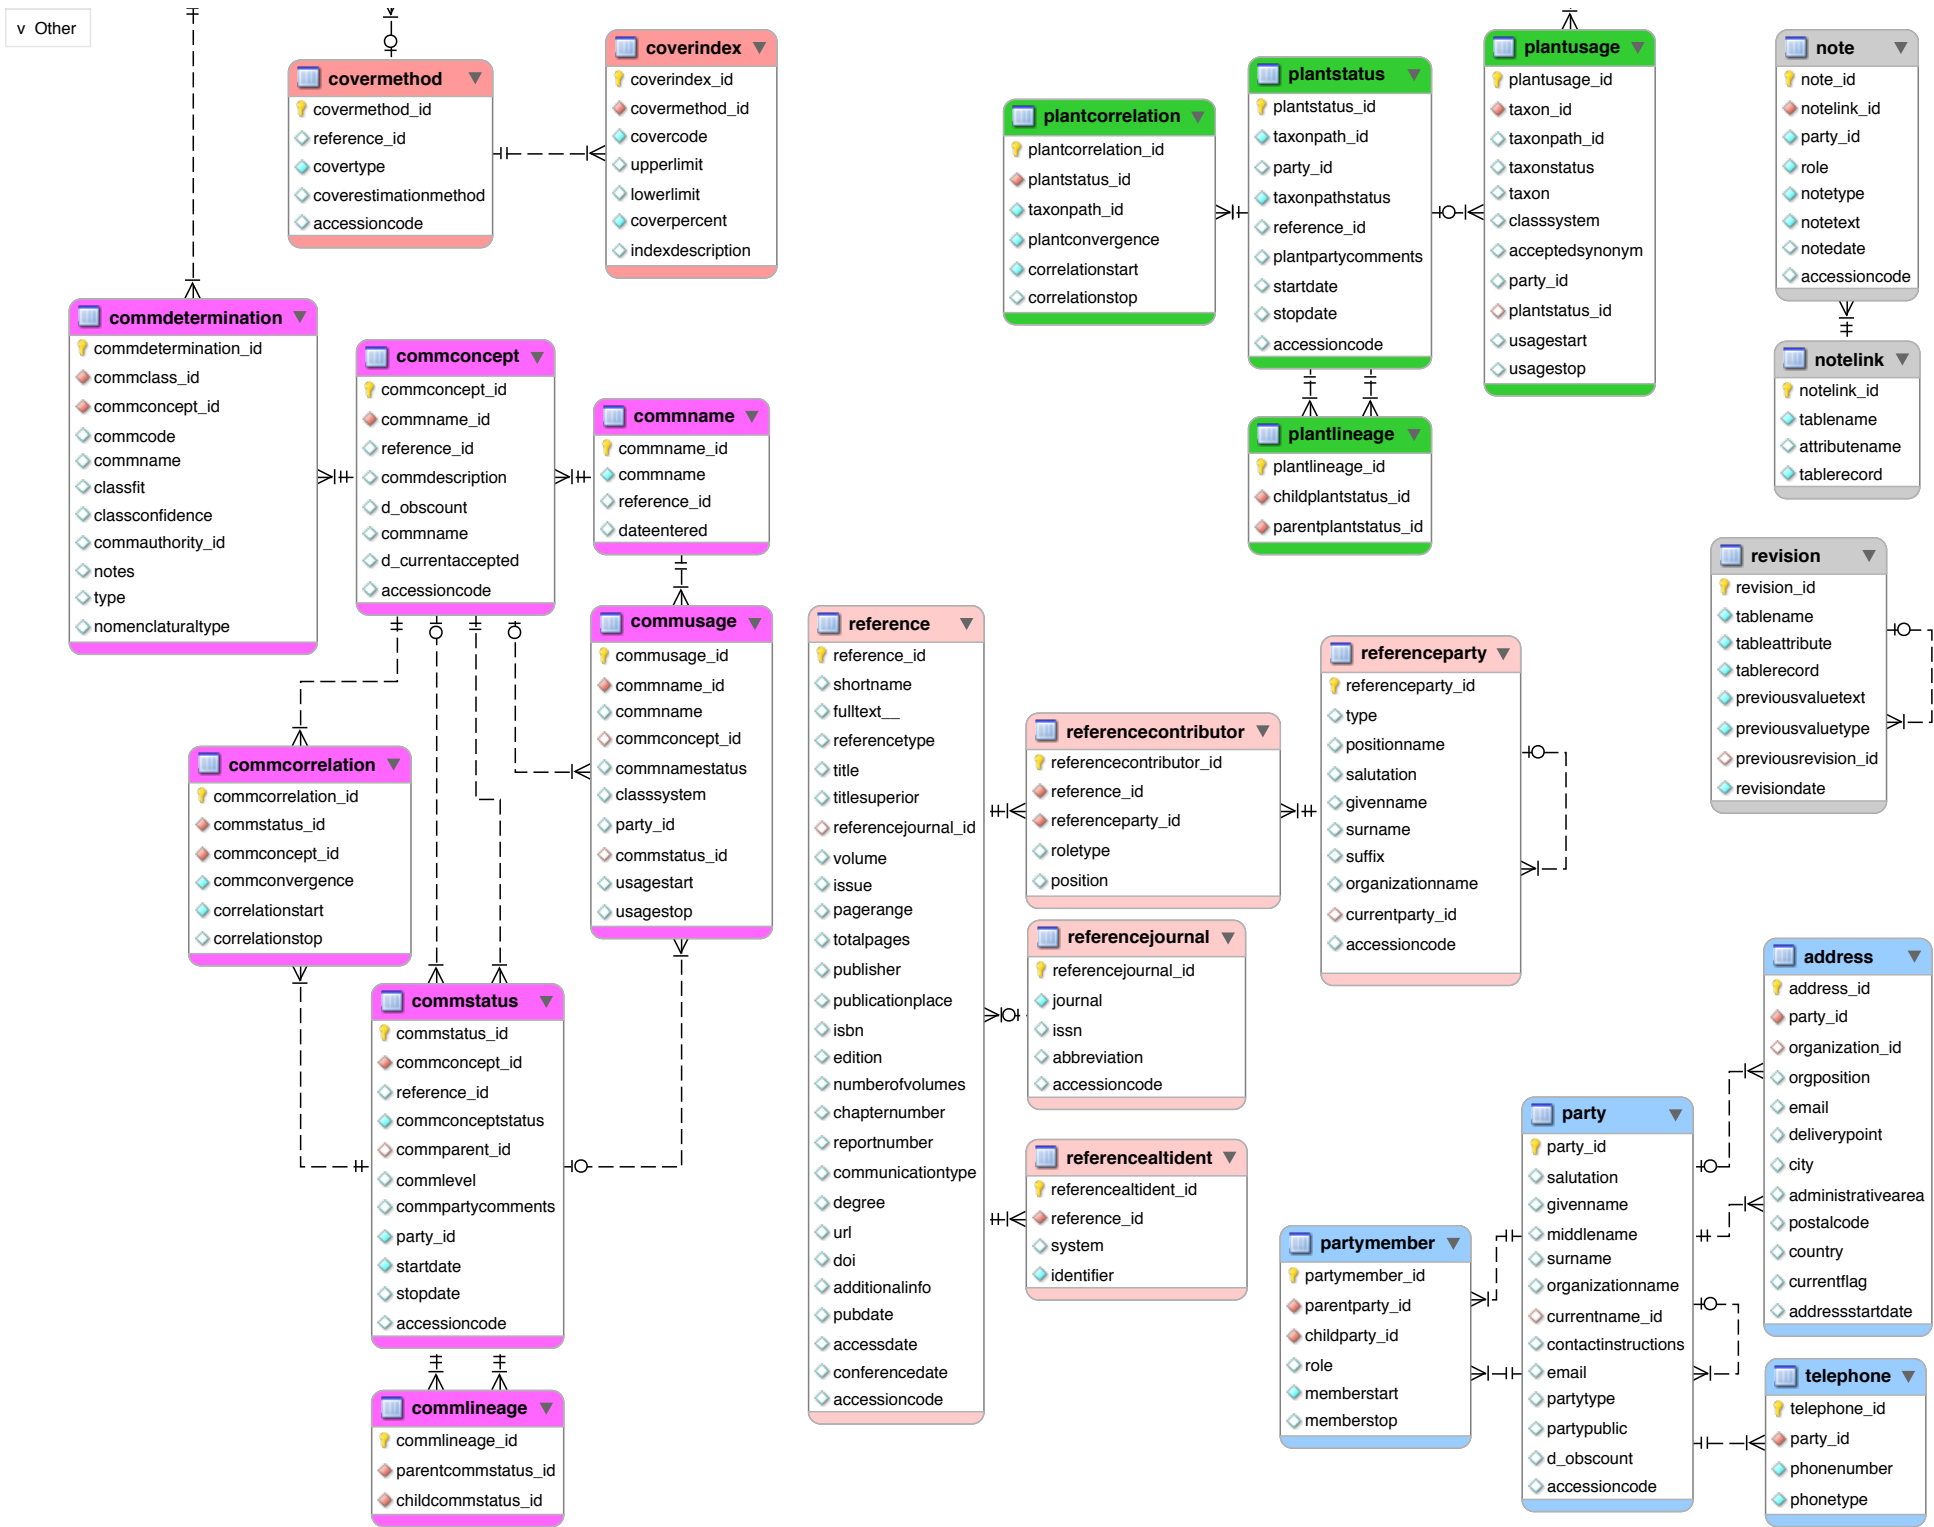 v Other
covermethod
covermethod_id
reference_id
covertype
coverestimationmethod
accessioncode
coverindex
coverindex_id
covermethod_id
covercode
upperlimit
lowerlimit
coverpercent
indexdescription
plantcorrelation
plantcorrelation_id
plantstatus_id
taxonpath_id
plantconvergence
correlationstart
correlationstop
plantstatus
plantstatus_id
taxonpath_id
party_id
taxonpathstatus
reference_id
plantpartycomments
startdate
stopdate
accessioncode
plantusage
plantusage_id
taxon_id
taxonpath_id
taxonstatus
taxon
classsystem
acceptedsynonym
party_id
plantstatus_id
usagestart
usagestop
note
note_id
notelink_id
party_id
role
notetype
notetext
notedate
accessioncode
notelink
notelink_id
tablename
attributename
tablerecord
plantlineage
plantlineage_id
childplantstatus_id
parentplantstatus_id
commdetermination
commdetermination_id
commclass_id
commconcept_id
commcode
commname
classfit
classconfidence
commauthority_id
notes
type
nomenclaturaltype
commconcept
commconcept_id
commname_id
reference_id
commdescription
d_obscount
commname
d_currentaccepted
accessioncode
commname
commname_id
commname
reference_id
dateentered
commusage
commusage_id
commname_id
commname
commconcept_id
commnamestatus
classsystem
party_id
commstatus_id
usagestart
usagestop
commcorrelation
commcorrelation_id
commstatus_id
commconcept_id
commconvergence
correlationstart
correlationstop
commstatus
commstatus_id
commconcept_id
reference_id
commconceptstatus
commparent_id
commlevel
commpartycomments
party_id
startdate
stopdate
accessioncode
commlineage
commlineage_id
parentcommstatus_id
childcommstatus_id
reference
reference_id
shortname
fulltext__
referencetype
title
titlesuperior
referencejournal_id
volume
issue
pagerange
totalpages
publisher
publicationplace
isbn
edition
numberofvolumes
chapternumber
reportnumber
communicationtype
degree
url
doi
additionalinfo
pubdate
accessdate
conferencedate
accessioncode
referencecontributor
referencecontributor_id
reference_id
referenceparty_id
roletype
position
referencejournal
referencejournal_id
journal
issn
abbreviation
accessioncode
referencealtident
referencealtident_id
reference_id
system
identifier
referenceparty
referenceparty_id
type
positionname
salutation
givenname
surname
suffix
organizationname
currentparty_id
accessioncode
revision
revision_id
tablename
tableattribute
tablerecord
previousvaluetext
previousvaluetype
previousrevision_id
revisiondate
partymember
partymember_id
parentparty_id
childparty_id
role
memberstart
memberstop
party
party_id
salutation
givenname
middlename
surname
organizationname
currentname_id
contactinstructions
email
partytype
partypublic
d_obscount
accessioncode
address
address_id
party_id
organization_id
orgposition
email
deliverypoint
city
administrativearea
postalcode
country
currentflag
addressstartdate
telephone
telephone_id
party_id
phonenumber
phonetype